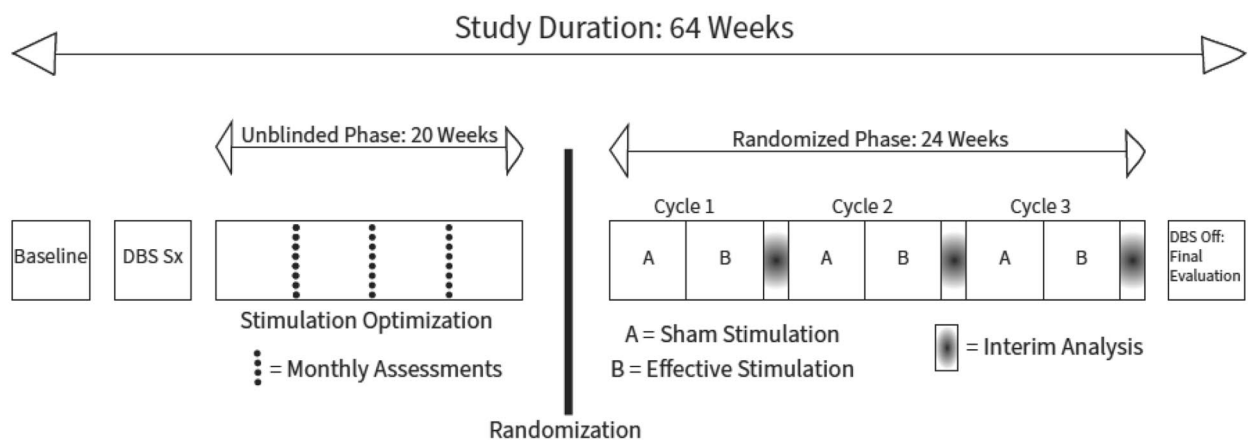 Study Duration: 64 Weeks
Unblinded Phase: 20 Weeks
Randomized Phase: 24 Weeks
Cycle 1
Cycle 2
Cycle 3
Baseline
DBS Sx
A
B
A
B
A
B
DBS Off:
Final
Evaluation
Stimulation Optimization
= Monthly Assessments
A = Sham Stimulation
B = Effective Stimulation
= Interim Analysis
Randomization